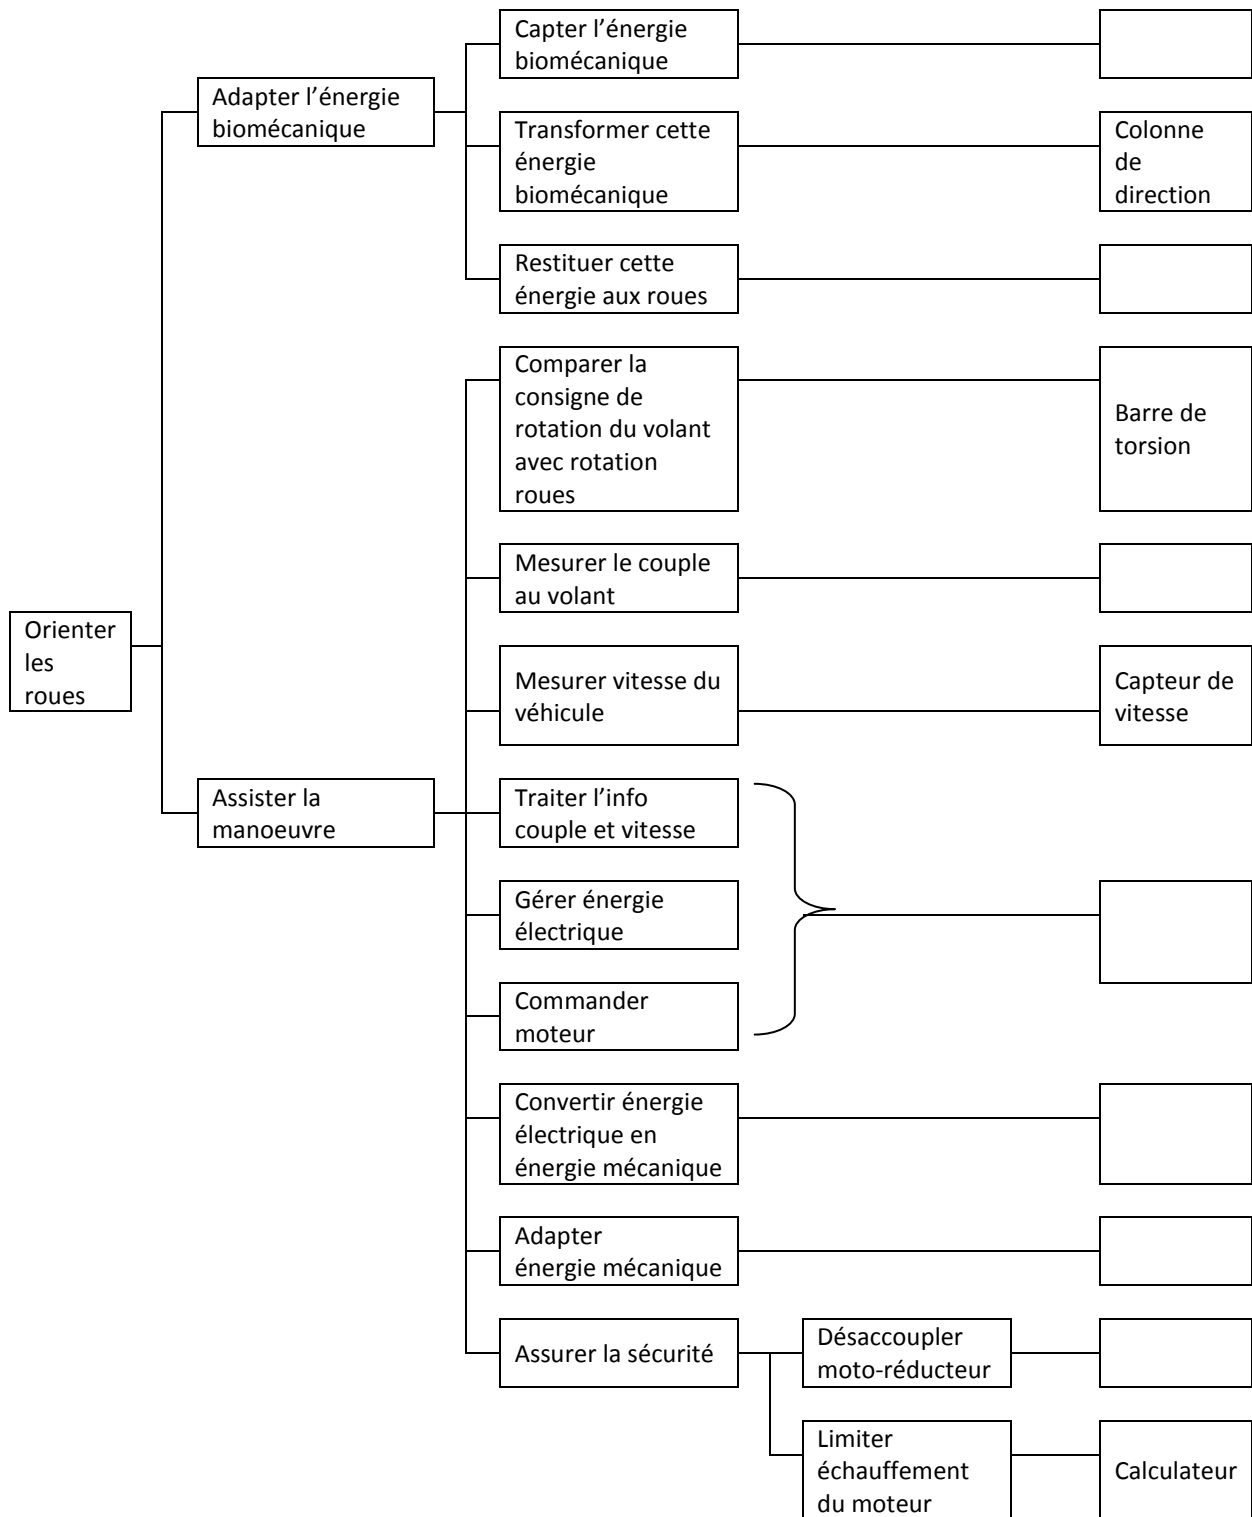 Capter l’énergie
biomécanique
Adapter l’énergie
biomécanique
Transformer cette
énergie
biomécanique
Colonne
de
direction
Restituer cette
énergie aux roues
Comparer la
consigne de
rotation du volant
avec rotation
roues
Barre de
torsion
Mesurer le couple
au volant
Orienter
les
roues
Mesurer vitesse du
véhicule
Capteur de
vitesse
Assister la
manoeuvre
Traiter l’info
couple et vitesse
Gérer énergie
électrique
Commander
moteur
Convertir énergie
électrique en
énergie mécanique
Adapter
énergie mécanique
Assurer la sécurité
Désaccoupler
moto-réducteur
Limiter
échauffement
du moteur
Calculateur